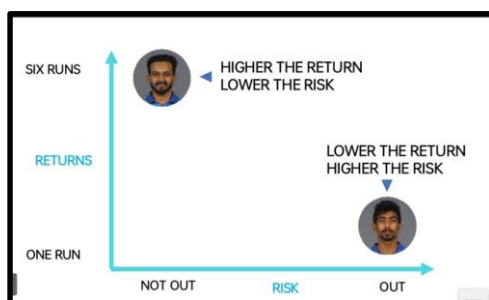 SIX RUNS
HIGHER THE RETURN
LOWER THE RISK
RETURNS
LOWER THE RETURN
HIGHER THE RISK
ONE RUN
NOT OUT
RISK
OUT